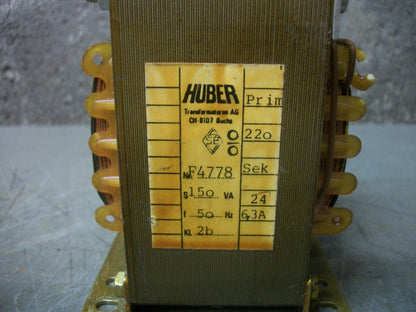 HUBER
Transformatoren AG
CH-8107 Buchs
Prim
220
No. F4778
Sek
S 150 VA
24
f 50 Hz
6,3A
Kl. 2b